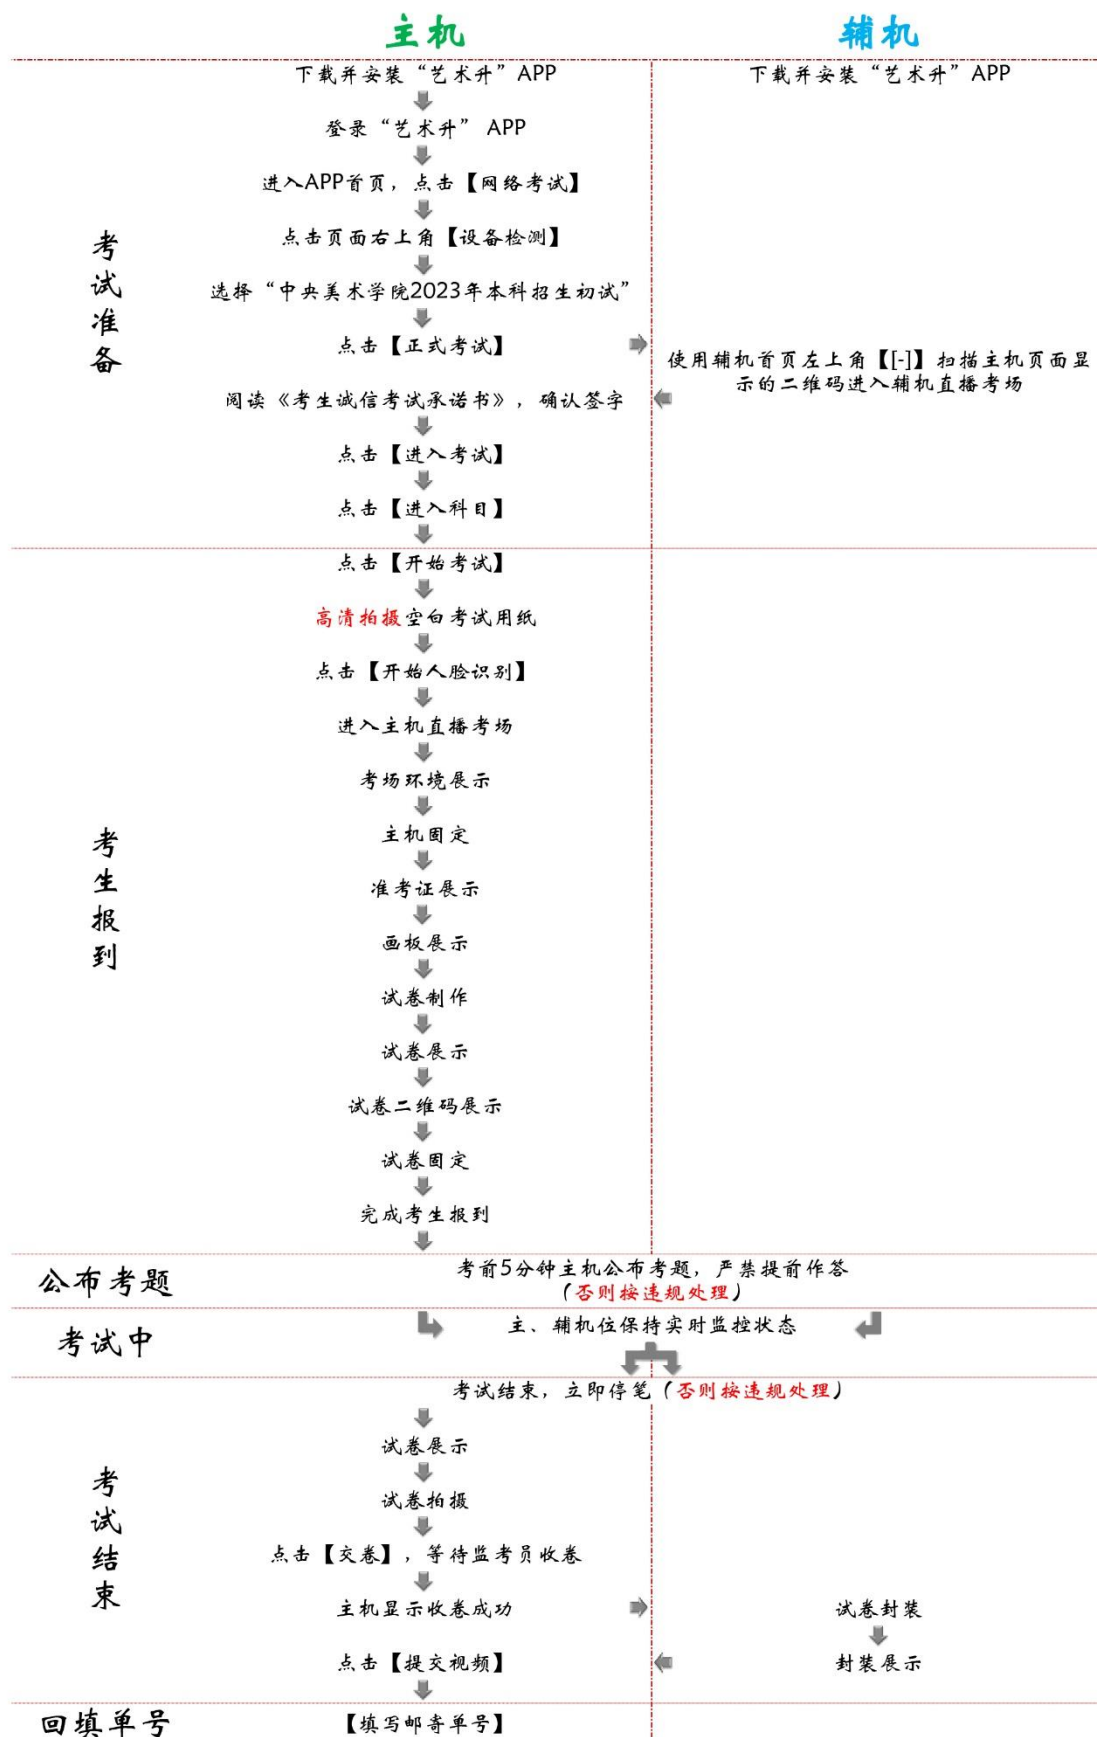 主机
辅机
下载并安装“艺术升”APP
下载并安装“艺术升”APP
登录“艺术升” APP
进入APP首页，点击【网络考试】
点击页面右上角【设备检测】
选择“中央美术学院2023年本科招生初试”
点击【正式考试】
使用辅机首页左上角【[-]】扫描主机页面显
示的二维码进入辅机直播考场
阅读《考生诚信考试承诺书》，确认签字
点击【进入考试】
点击【进入科目】
考
试
准
备
点击【开始考试】
高清拍摄空白考试用纸
点击【开始人脸识别】
进入主机直播考场
考场环境展示
主机固定
准考证展示
画板展示
试卷制作
试卷展示
试卷二维码展示
试卷固定
完成考生报到
考
生
报
到
公布考题
考前5分钟主机公布考题，严禁提前作答
（否则按违规处理）
考试中
主、辅机位保持实时监控状态
考试结束，立即停笔（否则按违规处理）
试卷展示
试卷拍摄
点击【交卷】，等待监考员收卷
主机显示收卷成功
试卷封装
点击【提交视频】
封装展示
考
试
结
束
回填单号
【填写邮寄单号】